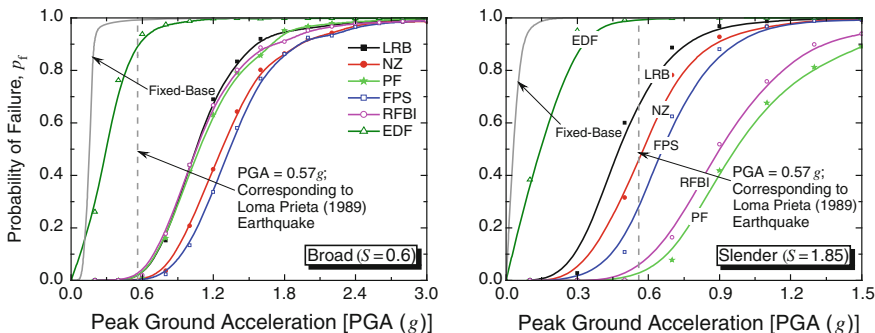 Probability of Failure, pf
1.0
0.8
0.6
0.4
0.2
0.0
0.0 0.6 1.2 1.8 2.4 3.0
Peak Ground Acceleration [PGA (g)]
Fixed-Base
LRB
NZ
PF
FPS
RFBI
EDF
PGA = 0.57g;
Corresponding to
Loma Prieta (1989)
Earthquake
Broad (S = 0.6)
1.0
0.8
0.6
0.4
0.2
0.0
0.0 0.3 0.6 0.9 1.2 1.5
Peak Ground Acceleration [PGA (g)]
EDF
LRB
Fixed-Base
NZ
FPS
RFBI
PF
PGA = 0.57g;
Corresponding to
Loma Prieta (1989)
Earthquake
Slender (S = 1.85)